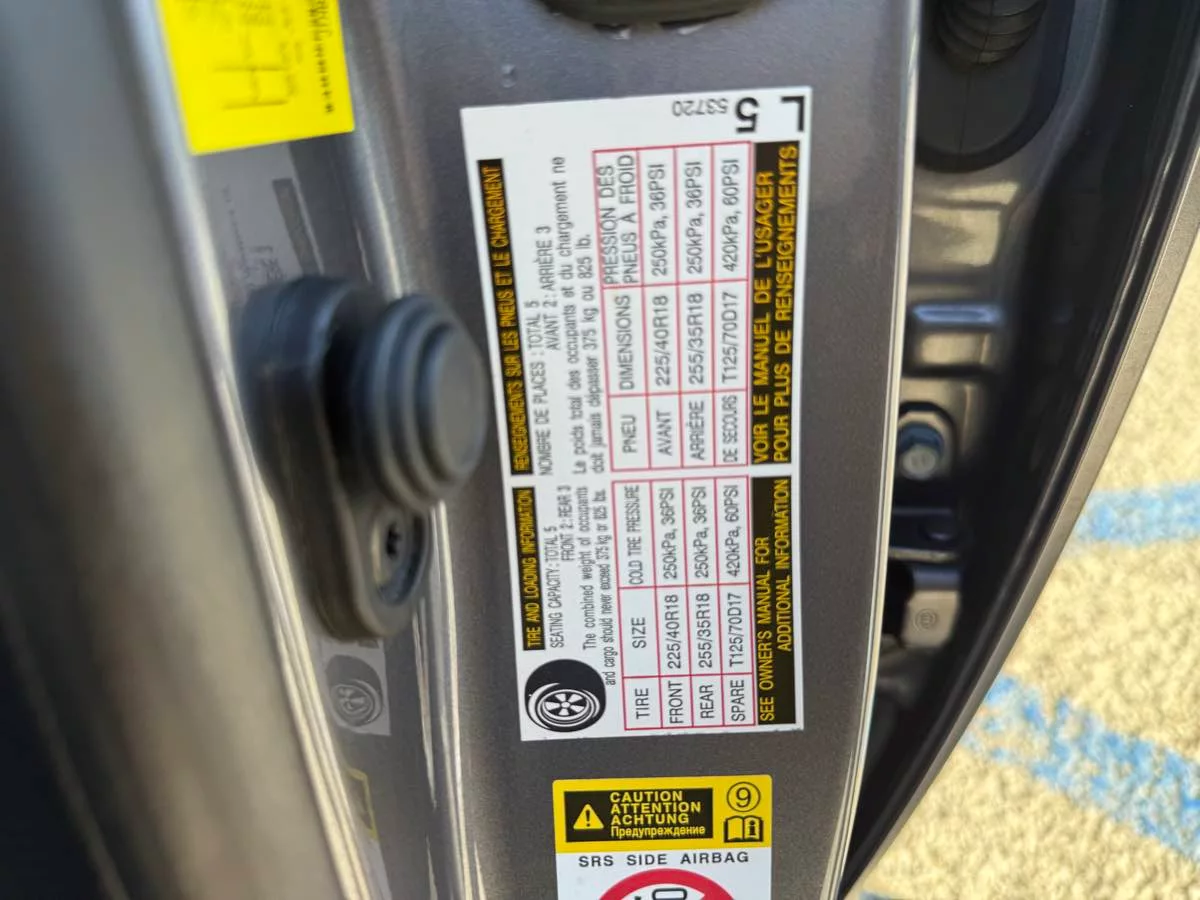 TIRE AND LOADING INFORMATION
SEATING CAPACITY : TOTAL 5
FRONT 2 : REAR 3
The combined weight of occupants
and cargo should never exceed 375 kg or 825 lbs.
TIRE SIZE COLD TIRE PRESSURE
FRONT 225/40R18 250kPa, 36PSI
REAR 255/35R18 250kPa, 36PSI
SPARE T125/70D17 420kPa, 60PSI
SEE OWNER'S MANUAL FOR
ADDITIONAL INFORMATION
RENSEIGNEMENTS SUR LES PNEUS ET LE CHARGEMENT
NOMBRE DE PLACES : TOTAL 5
AVANT 2 : ARRIÈRE 3
Le poids total des occupants et du chargement ne
doit jamais dépasser 375 kg ou 825 lb.
PNEU DIMENSIONS PRESSION DES
PNEUS À FROID
AVANT 225/40R18 250kPa, 36PSI
ARRIÈRE 255/35R18 250kPa, 36PSI
DE SECOURS T125/70D17 420kPa, 60PSI
VOIR LE MANUEL DE L'USAGER
POUR PLUS DE RENSEIGNEMENTS
53720
5
L
CAUTION
ATTENTION
ACHTUNG
Предупреждение
9
SRS SIDE AIRBAG